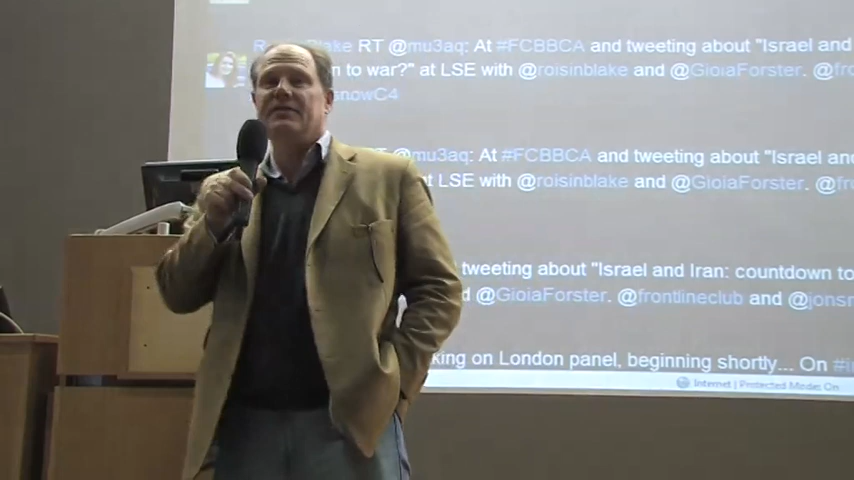 RT @mu3aq: At #FCBBCA and tweeting about "Israel and
to war?" at LSE with @roisinblake and @GioiaForster. @fro
snowC4
@mu3aq: At #FCBBCA and tweeting about "Israel and
at LSE with @roisinblake and @GioiaForster. @fro
tweeting about "Israel and Iran: countdown to
@GioiaForster, @frontlineclub and @jonsn
king on London panel, beginning shortly... On
Internet | Protected Mode: On